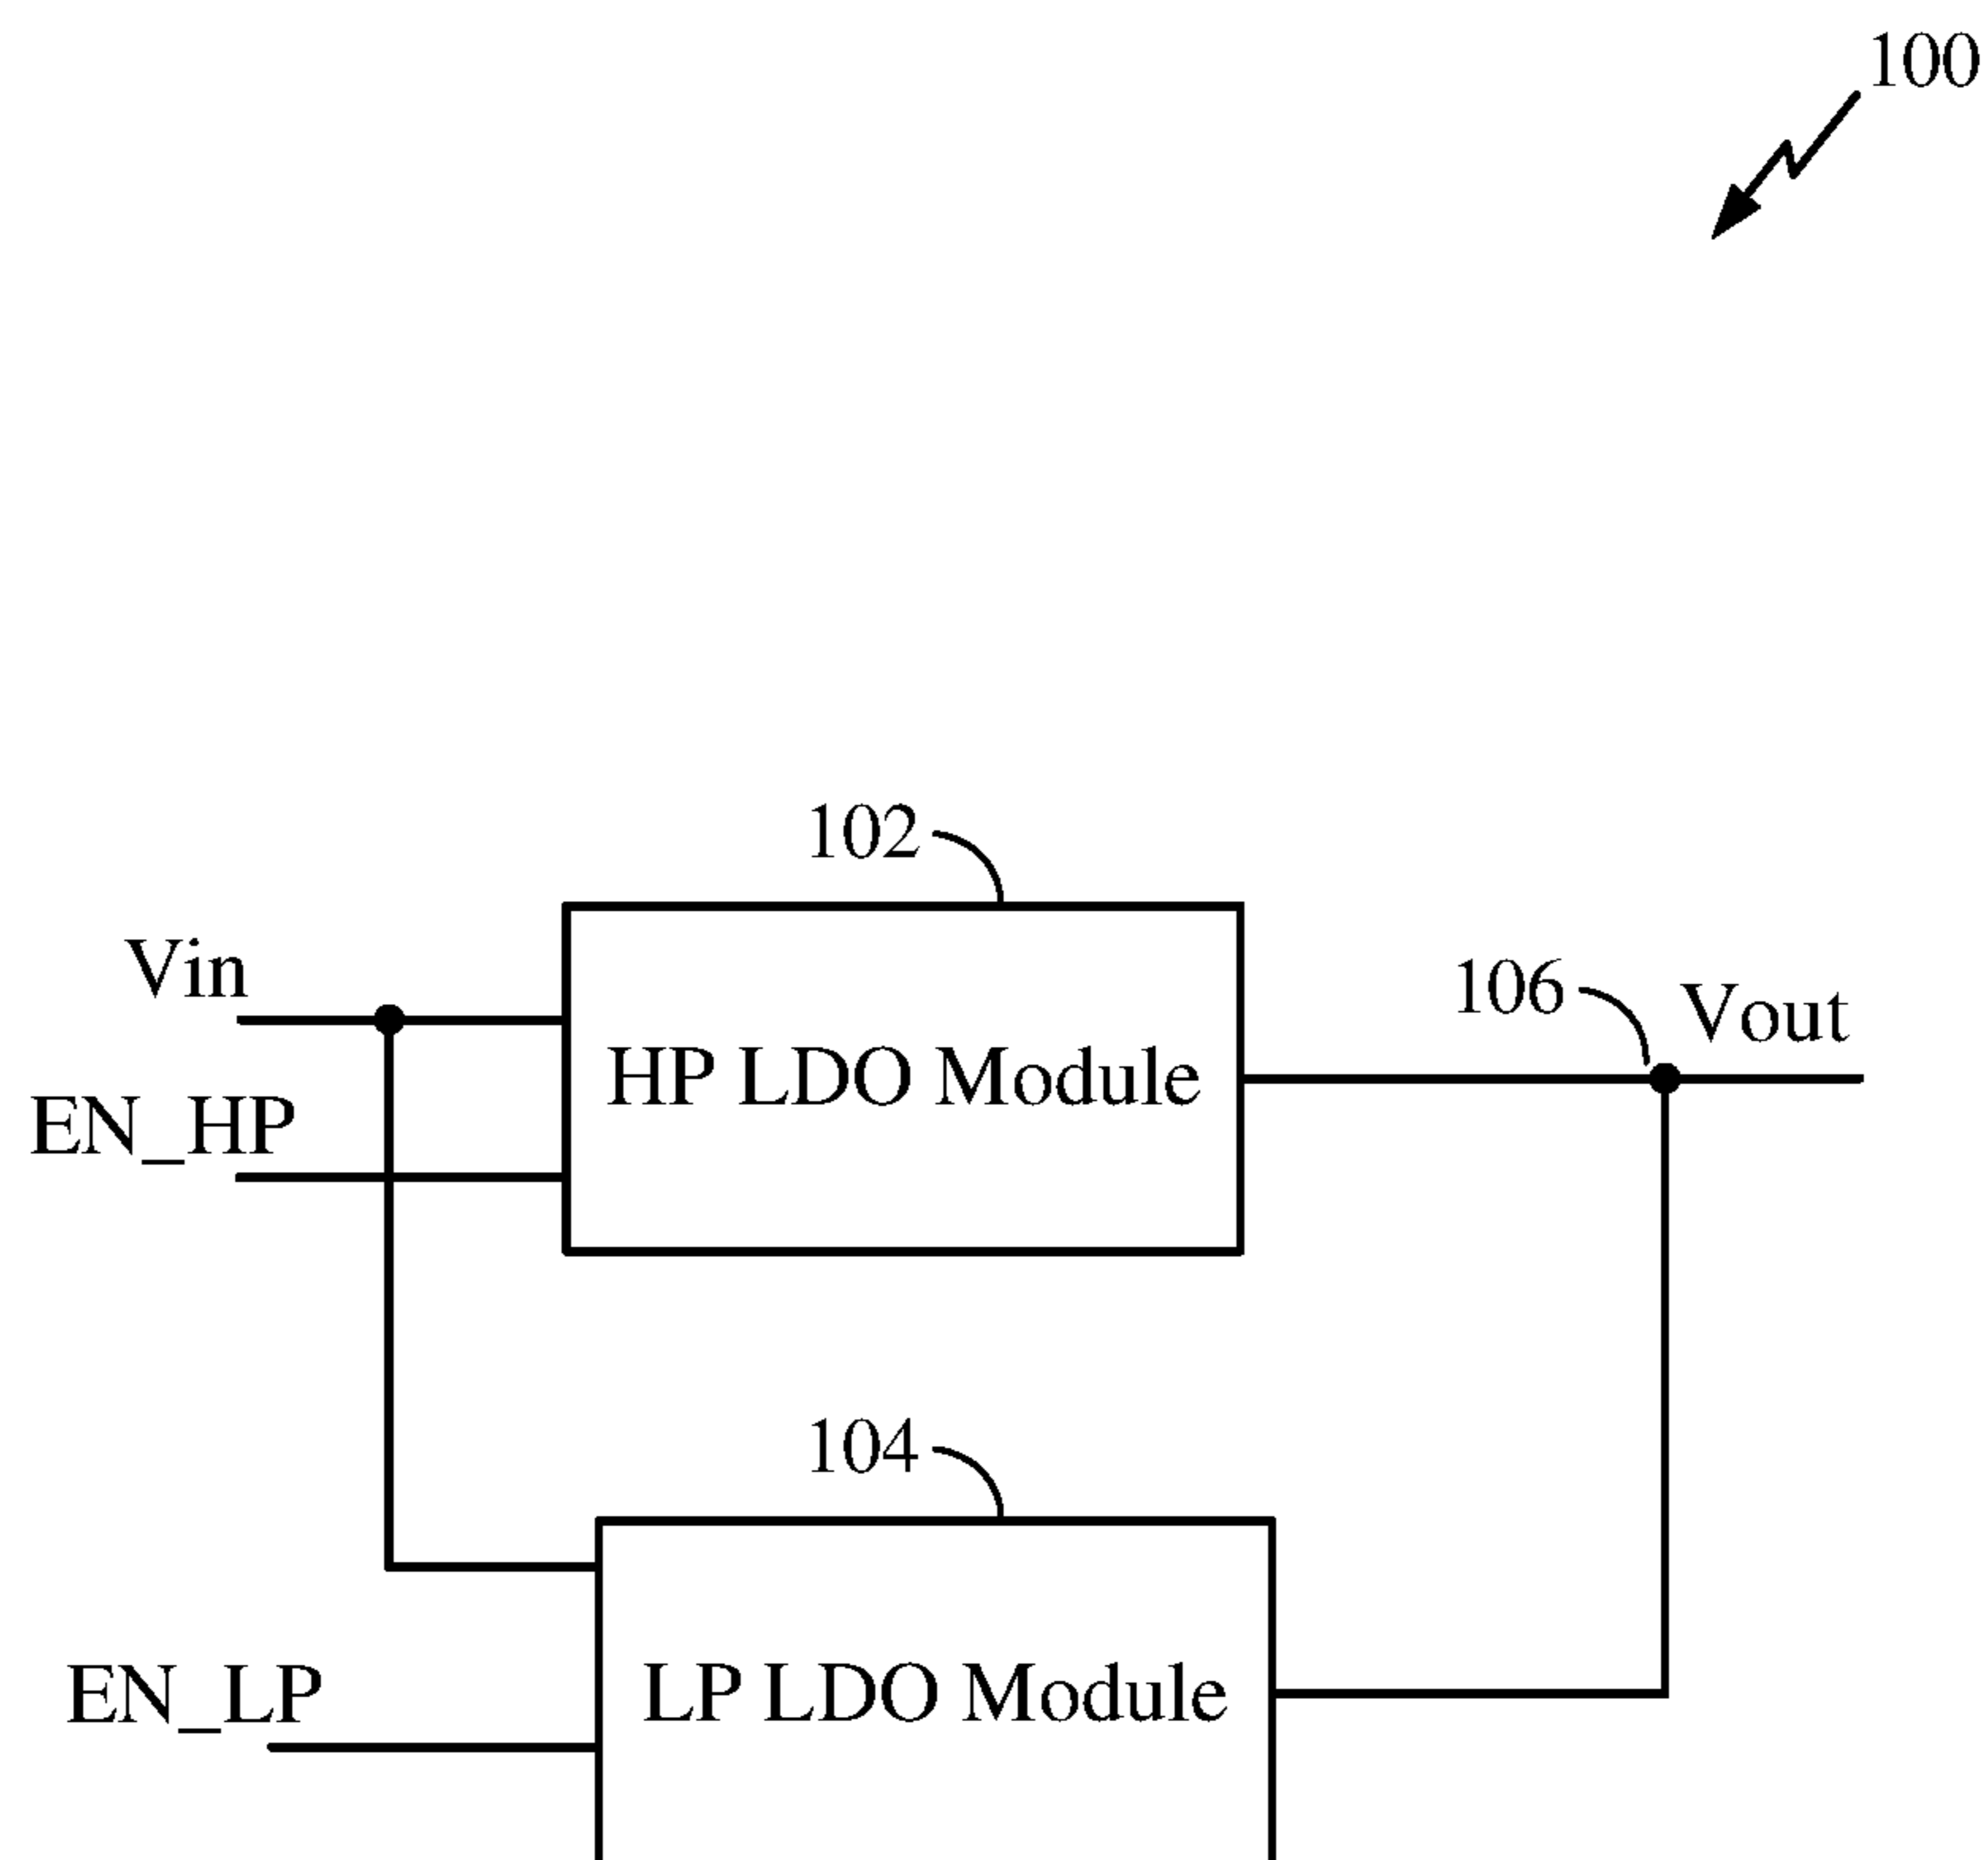 100
102
Vin
106
Vout
HP LDO Module
EN_HP
104
EN_LP
LP LDO Module